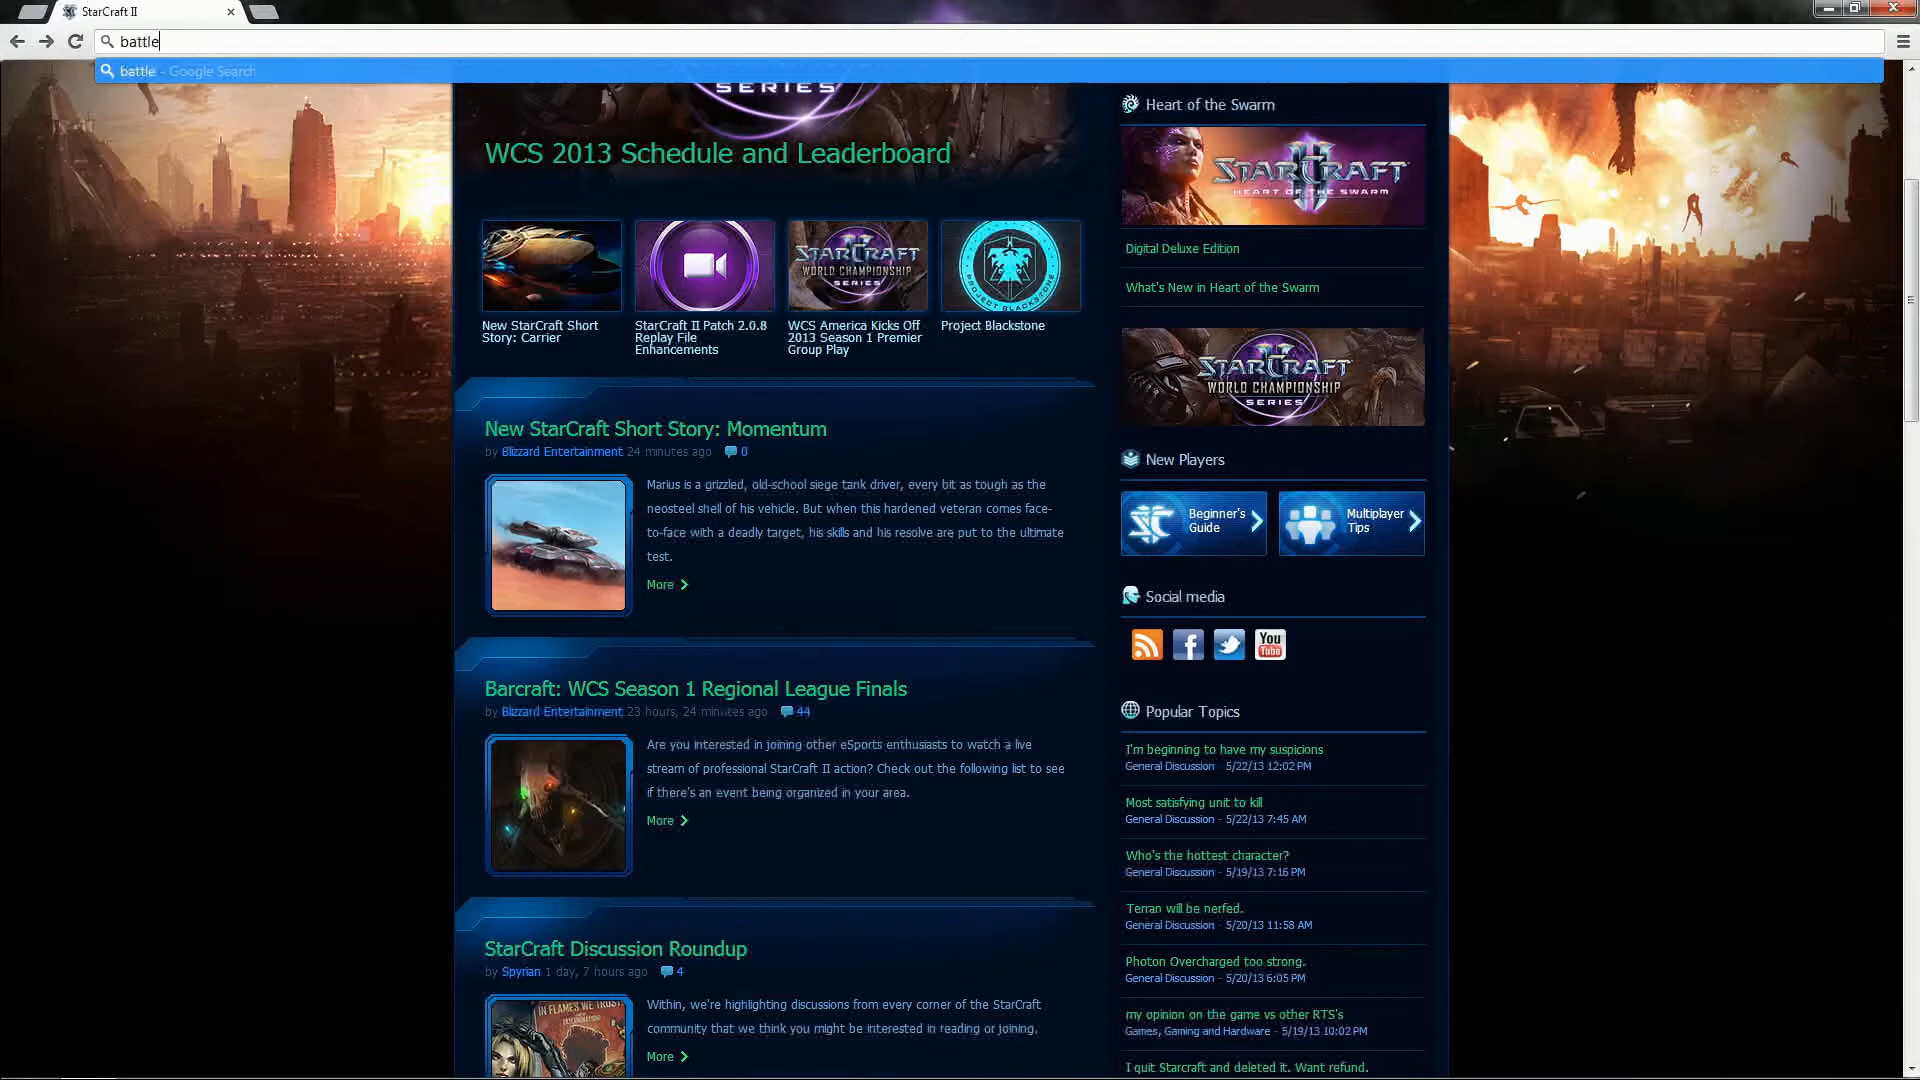 StarCraft II
battle
battle - Google Search
SERIES
WCS 2013 Schedule and Leaderboard
STARCRAFT
WORLD CHAMPIONSHIP
SERIES
PROJECT BLACKSTONE
New StarCraft Short
Story: Carrier
StarCraft II Patch 2.0.8
Replay File
Enhancements
WCS America Kicks Off
2013 Season 1 Premier
Group Play
Project Blackstone
New StarCraft Short Story: Momentum
by Blizzard Entertainment 24 minutes ago 0
Marius is a grizzled, old-school siege tank driver, every bit as tough as the
neosteel shell of his vehicle. But when this hardened veteran comes face-
to-face with a deadly target, his skills and his resolve are put to the ultimate
test.
More
Barcraft: WCS Season 1 Regional League Finals
by Blizzard Entertainment 23 hours, 24 minutes ago 44
Are you interested in joining other eSports enthusiasts to watch a live
stream of professional StarCraft II action? Check out the following list to see
if there's an event being organized in your area.
More
StarCraft Discussion Roundup
by Spyrian 1 day, 7 hours ago 4
IN FLAMES WE TRUST
Within, we're highlighting discussions from every corner of the StarCraft
community that we think you might be interested in reading or joining.
More
Heart of the Swarm
STARCRAFT II
HEART OF THE SWARM
Digital Deluxe Edition
What's New in Heart of the Swarm
STARCRAFT II
WORLD CHAMPIONSHIP
SERIES
New Players
Beginner's
Guide
Multiplayer
Tips
Social media
You
Tube
Popular Topics
I'm beginning to have my suspicions
General Discussion - 5/22/13 12:02 PM
Most satisfying unit to kill
General Discussion - 5/22/13 7:45 AM
Who's the hottest character?
General Discussion - 5/19/13 7:16 PM
Terran will be nerfed.
General Discussion - 5/20/13 11:58 AM
Photon Overcharged too strong.
General Discussion - 5/20/13 6:05 PM
my opinion on the game vs other RTS's
Games, Gaming and Hardware - 5/19/13 10:02 PM
I quit Starcraft and deleted it. Want refund.